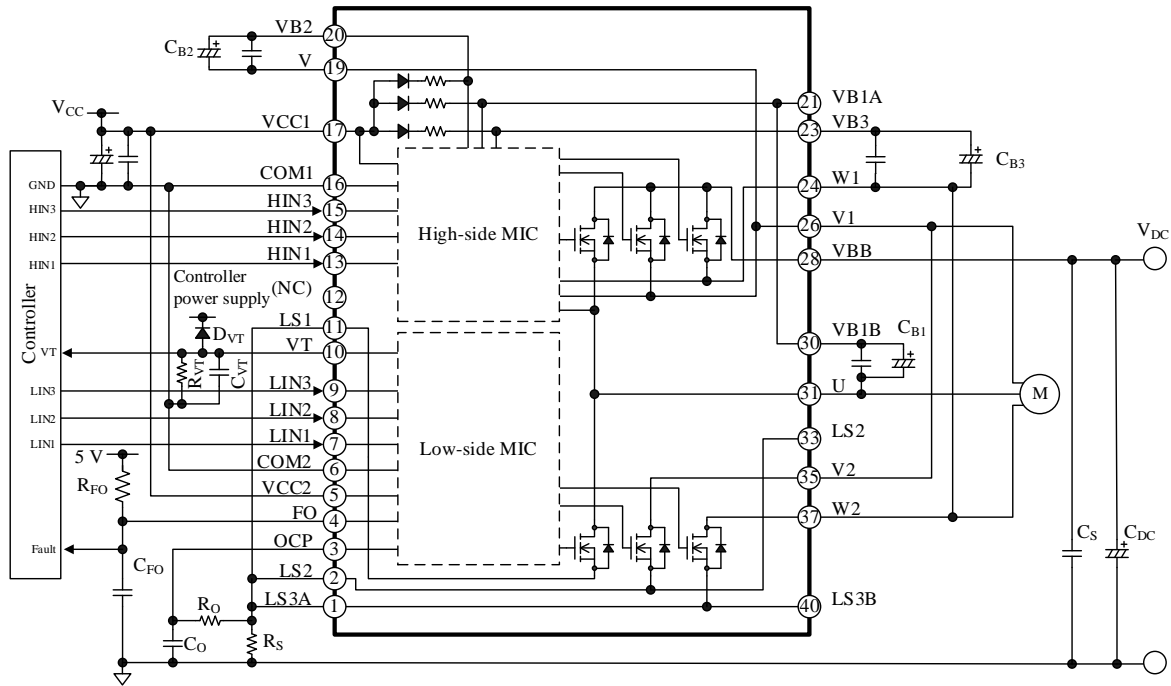 VB2
20
CB2
+
V
19
VCC
VCC1
17
+
GND
COM1
16
HIN3
HIN3
15
HIN2
HIN2
14
HIN1
HIN1
13
Controller
power supply
(NC)
12
LS1
11
DVT
VT
VT
10
RVT
CVT
LIN3
LIN3
9
LIN2
LIN2
8
LIN1
LIN1
7
Controller
COM2
6
5 V
RFO
VCC2
5
FO
4
Fault
OCP
3
CFO
LS2
2
RO
LS3A
1
CO
RS
High-side MIC
Low-side MIC
21
VB1A
23
VB3
+
CB3
24
W1
26
V1
28
VBB
VDC
30
VB1B
CB1
+
31
U
M
33
LS2
35
V2
37
W2
CS
+
CDC
40
LS3B